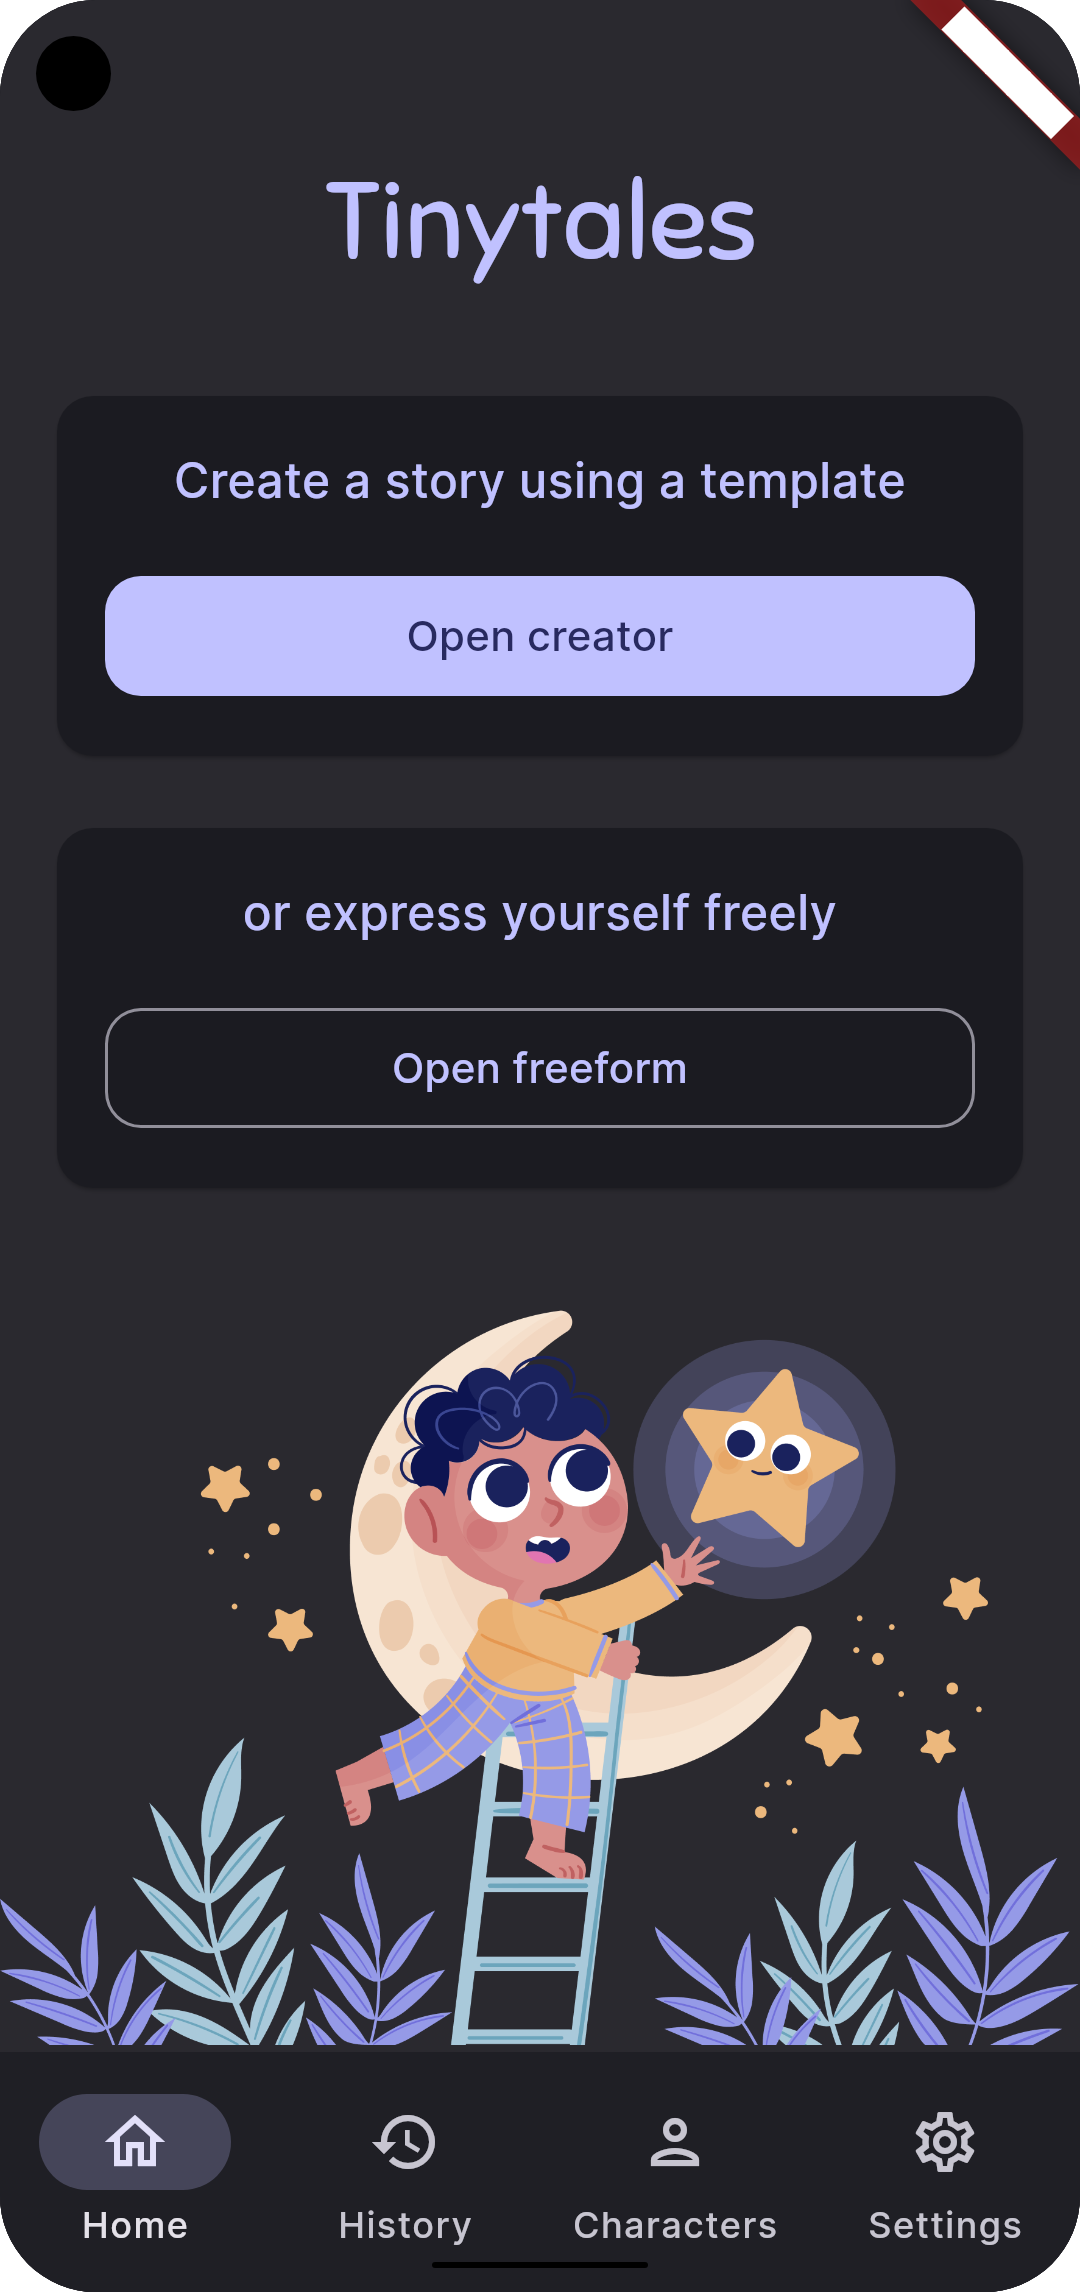 Tinytales
Create a story using a template
Open creator
or express yourself freely
Open freeform
Home
History
Characters
Settings